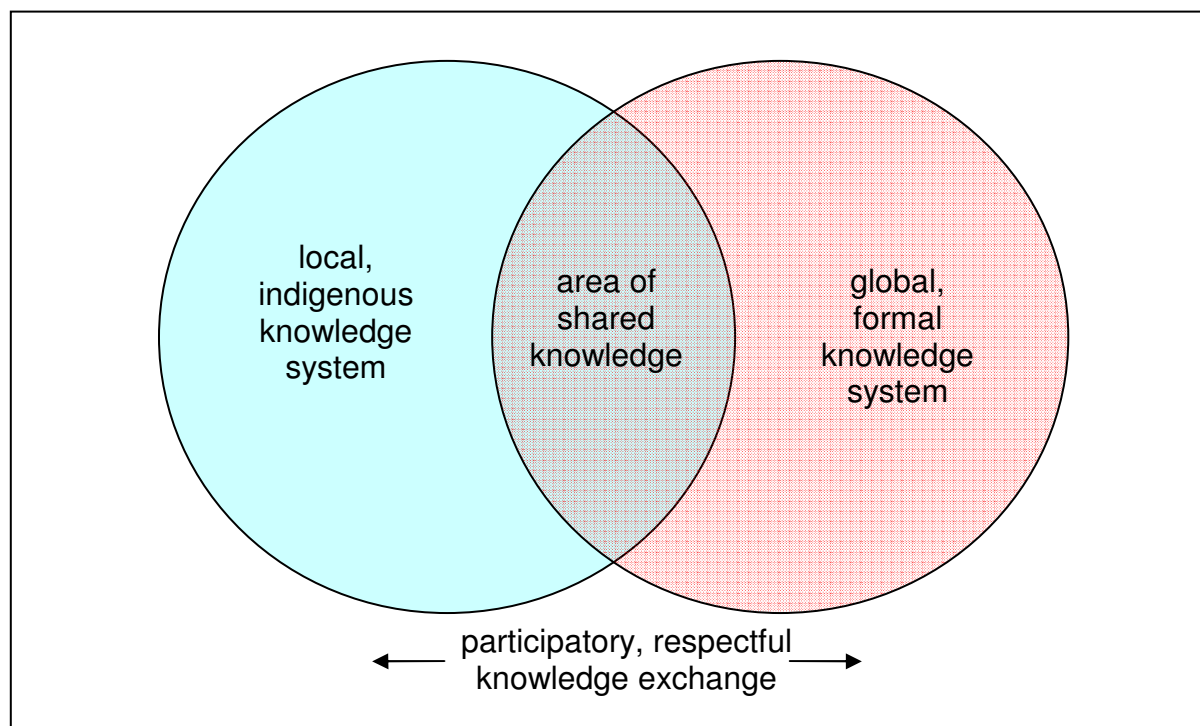 local,
indigenous
knowledge
system
area of
shared
knowledge
global,
formal
knowledge
system
participatory, respectful
knowledge exchange